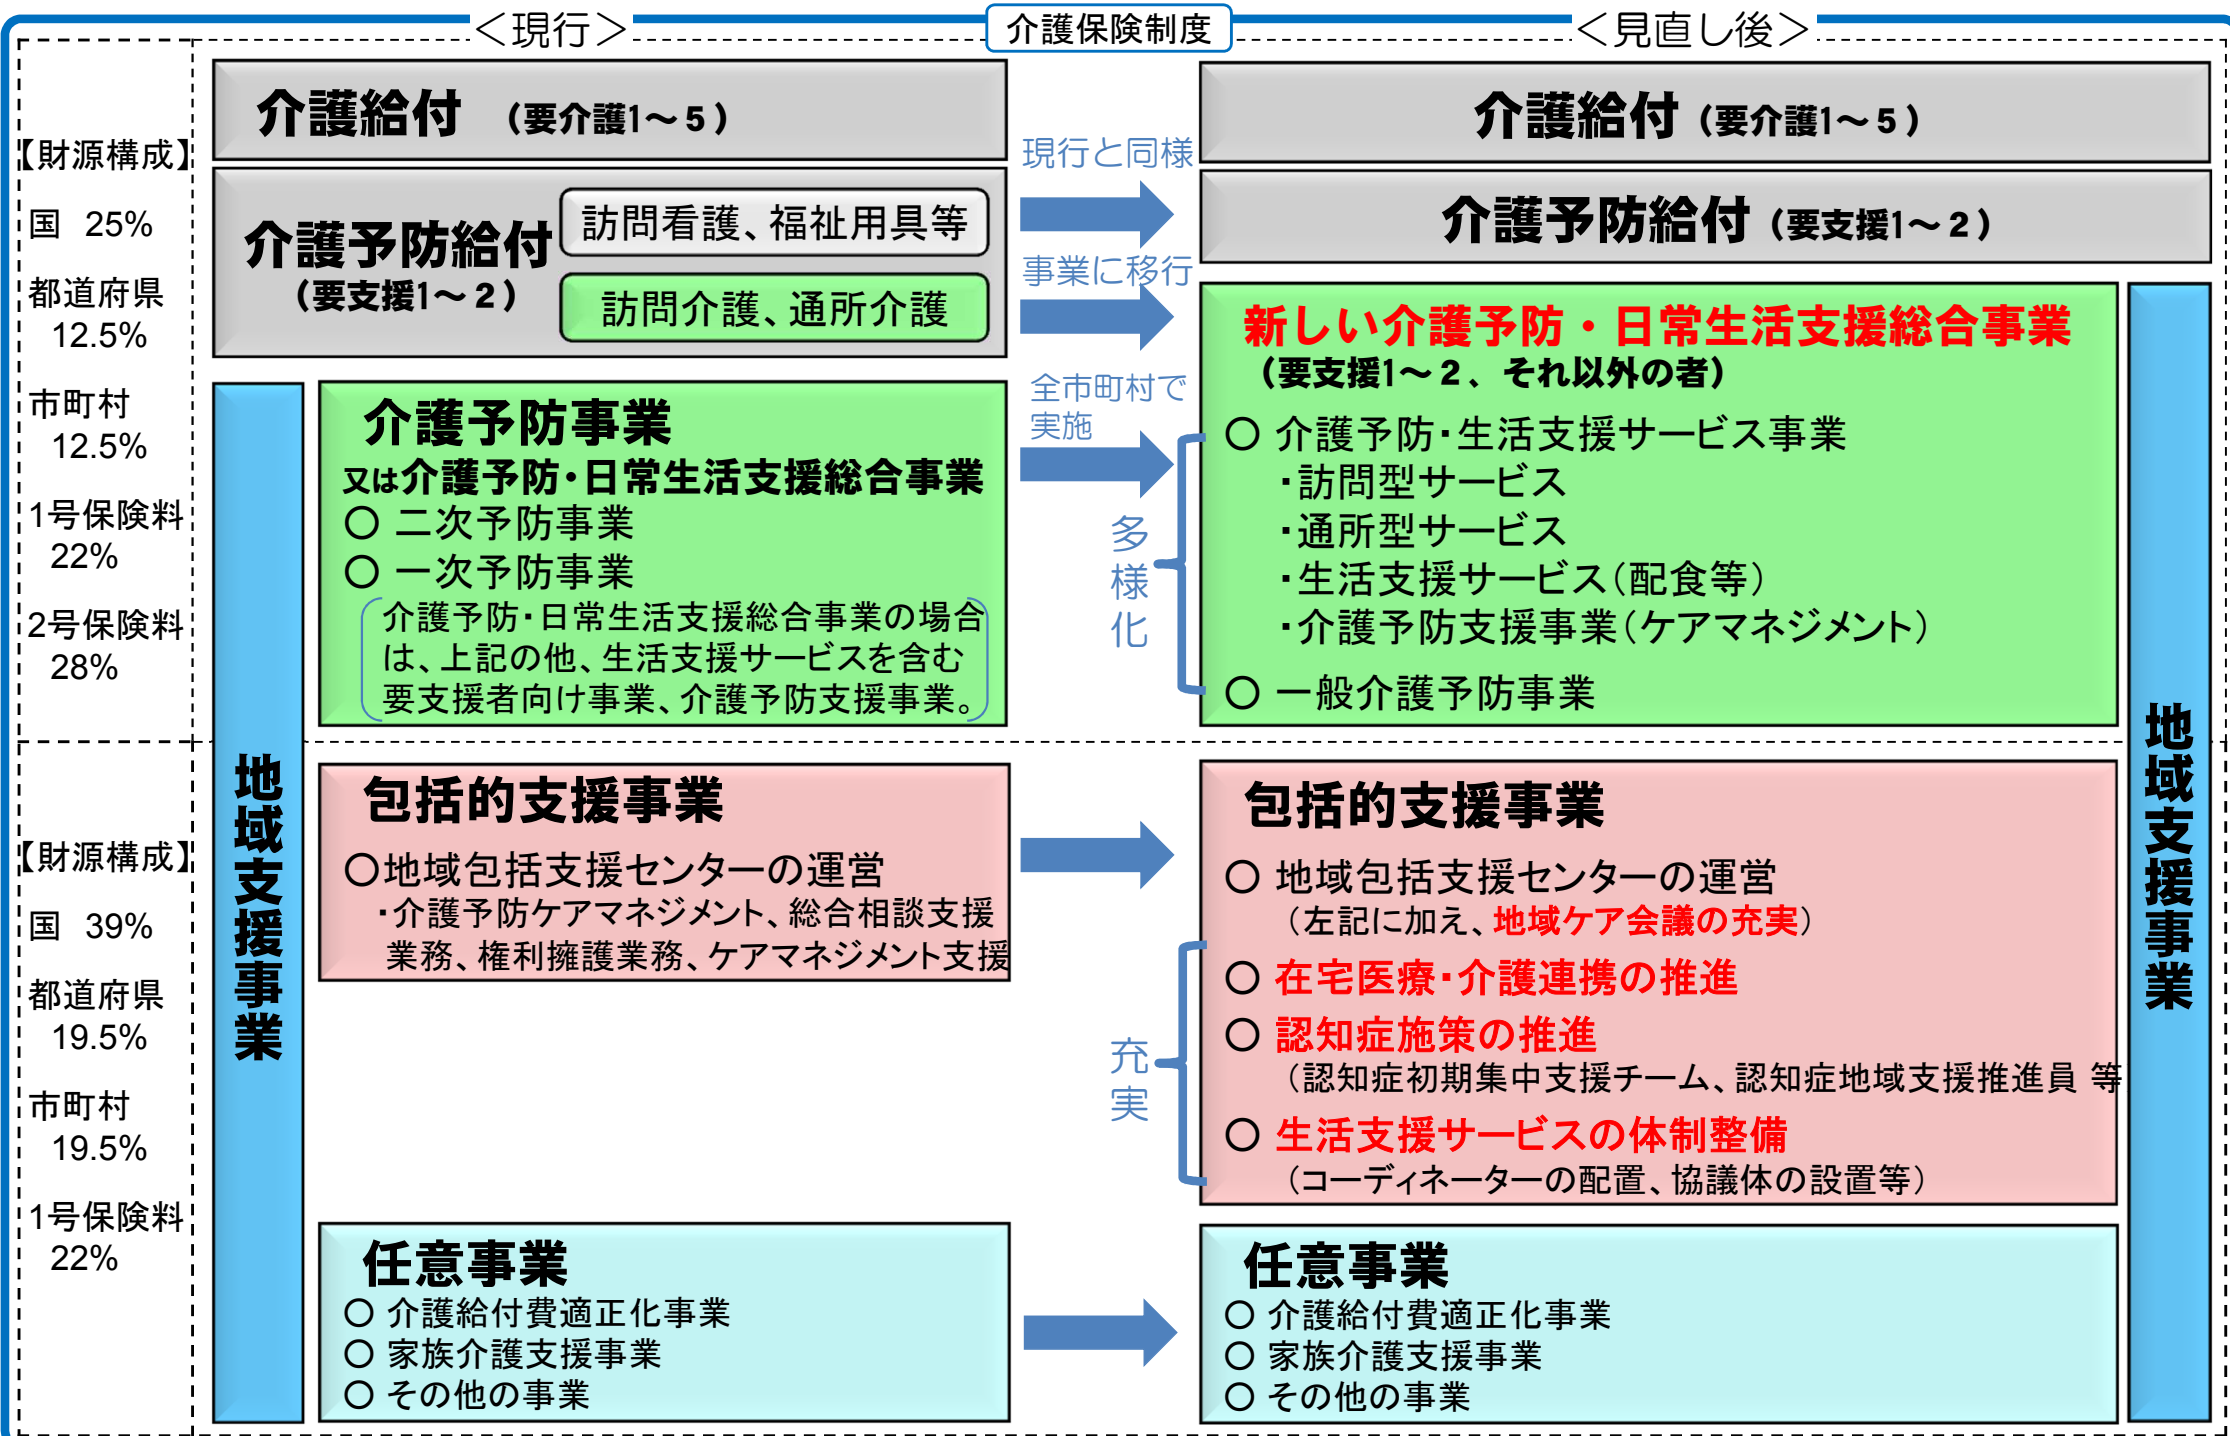 ＜現行＞
介護保険制度
＜見直し後＞
【財源構成】
国 25%
都道府県
12.5%
市町村
12.5%
1号保険料
22%
2号保険料
28%
【財源構成】
国 39%
都道府県
19.5%
市町村
19.5%
1号保険料
22%
介護給付 （要介護1～5）
介護予防給付
（要支援1～2）
訪問看護、福祉用具等
訪問介護、通所介護
地域支援事業
介護予防事業
又は介護予防・日常生活支援総合事業
○ 二次予防事業
○ 一次予防事業
介護予防・日常生活支援総合事業の場合
は、上記の他、生活支援サービスを含む
要支援者向け事業、介護予防支援事業。
包括的支援事業
○地域包括支援センターの運営
・介護予防ケアマネジメント、総合相談支援
業務、権利擁護業務、ケアマネジメント支援
任意事業
○ 介護給付費適正化事業
○ 家族介護支援事業
○ その他の事業
現行と同様
事業に移行
全市町村で
実施
多様化
充実
介護給付（要介護1～5）
介護予防給付（要支援1～2）
新しい介護予防・日常生活支援総合事業
（要支援1～2、それ以外の者）
○ 介護予防・生活支援サービス事業
・訪問型サービス
・通所型サービス
・生活支援サービス（配食等）
・介護予防支援事業（ケアマネジメント）
○ 一般介護予防事業
包括的支援事業
○ 地域包括支援センターの運営
（左記に加え、地域ケア会議の充実）
○ 在宅医療・介護連携の推進
○ 認知症施策の推進
（認知症初期集中支援チーム、認知症地域支援推進員 等
○ 生活支援サービスの体制整備
（コーディネーターの配置、協議体の設置等）
任意事業
○ 介護給付費適正化事業
○ 家族介護支援事業
○ その他の事業
地域支援事業